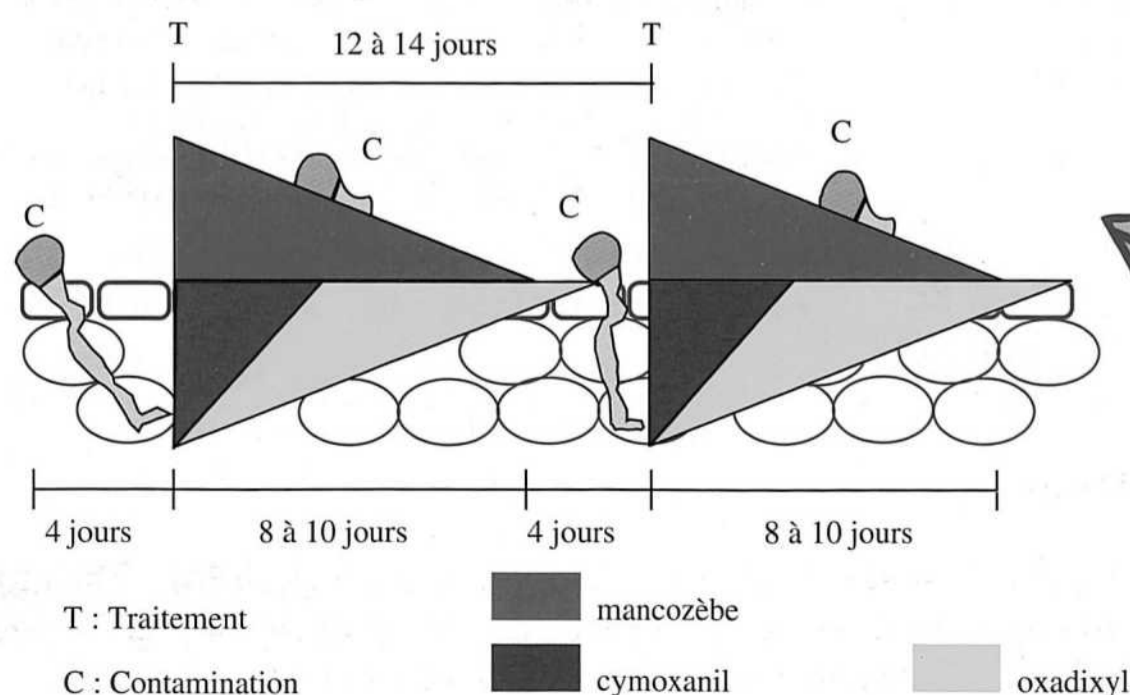 T
T
12 à 14 jours
C
C
C
C
4 jours
8 à 10 jours
4 jours
8 à 10 jours
T : Traitement
mancozèbe
C : Contamination
cymoxanil
oxadixyl